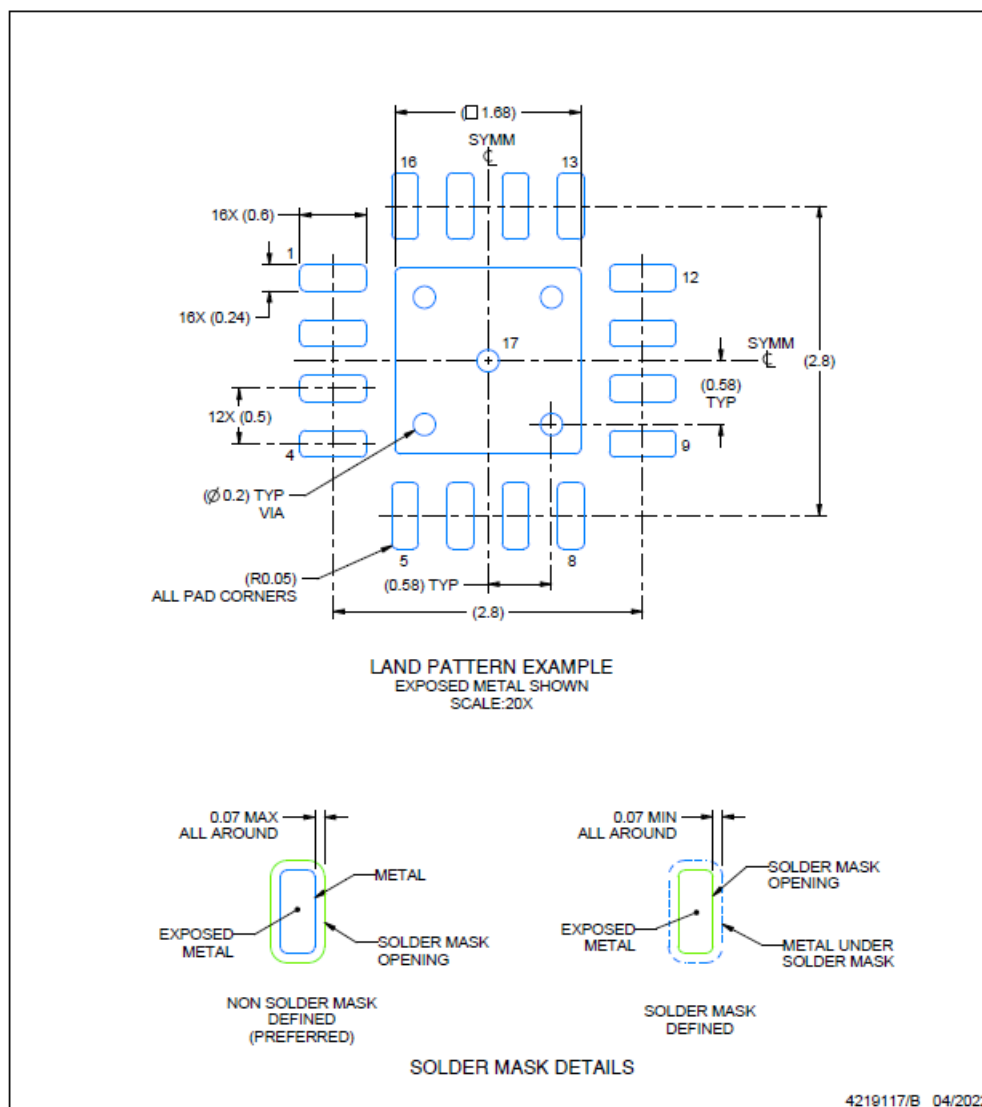 (□ 1.68)
SYMM
℄
16
13
16X (0.6)
1
12
16X (0.24)
17
SYMM
℄
(0.58)
TYP
(2.8)
12X (0.5)
4
9
(Ø 0.2) TYP
VIA
5
8
(R0.05)
ALL PAD CORNERS
(0.58) TYP
(2.8)
LAND PATTERN EXAMPLE
EXPOSED METAL SHOWN
SCALE:20X
0.07 MAX
ALL AROUND
METAL
EXPOSED
METAL
SOLDER MASK
OPENING
NON SOLDER MASK
DEFINED
(PREFERRED)
0.07 MIN
ALL AROUND
SOLDER MASK
OPENING
EXPOSED
METAL
METAL UNDER
SOLDER MASK
SOLDER MASK
DEFINED
SOLDER MASK DETAILS
4219117/B 04/2022